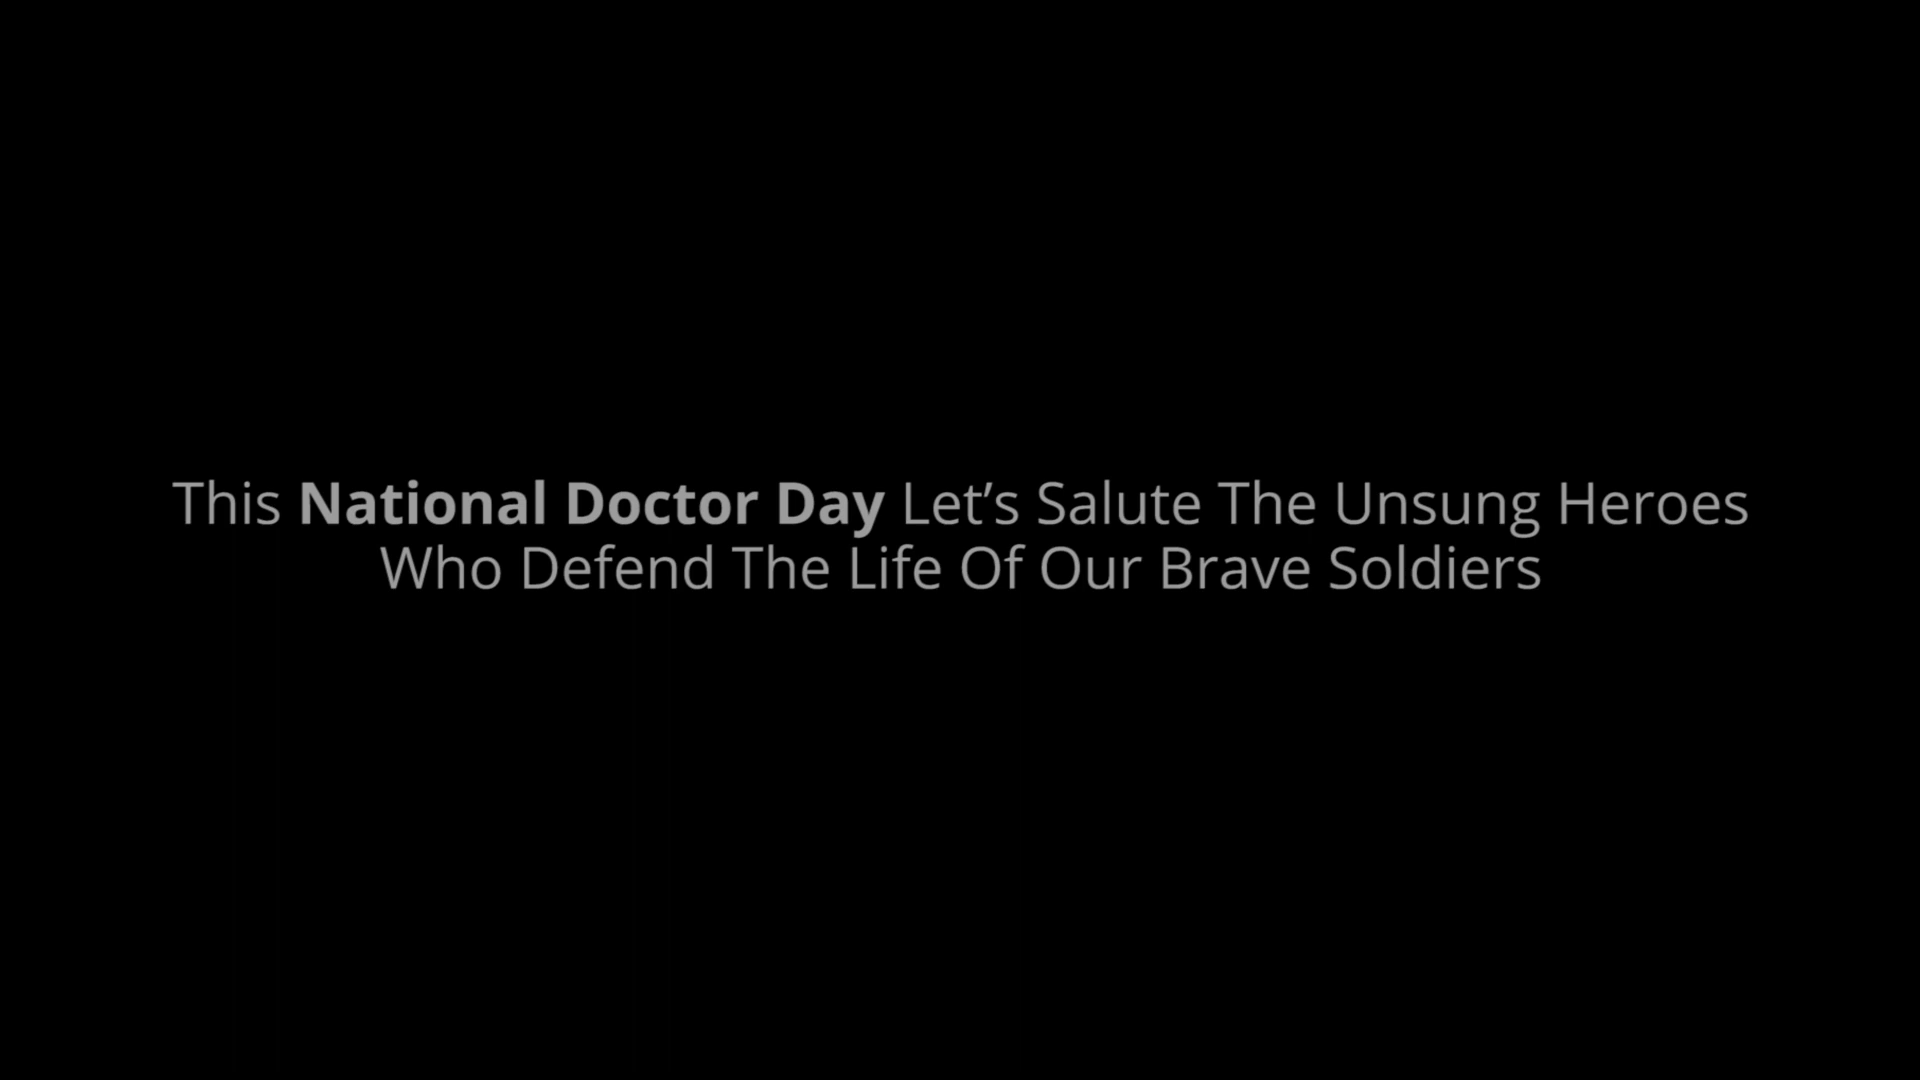 This National Doctor Day Let’s Salute The Unsung Heroes
Who Defend The Life Of Our Brave Soldiers